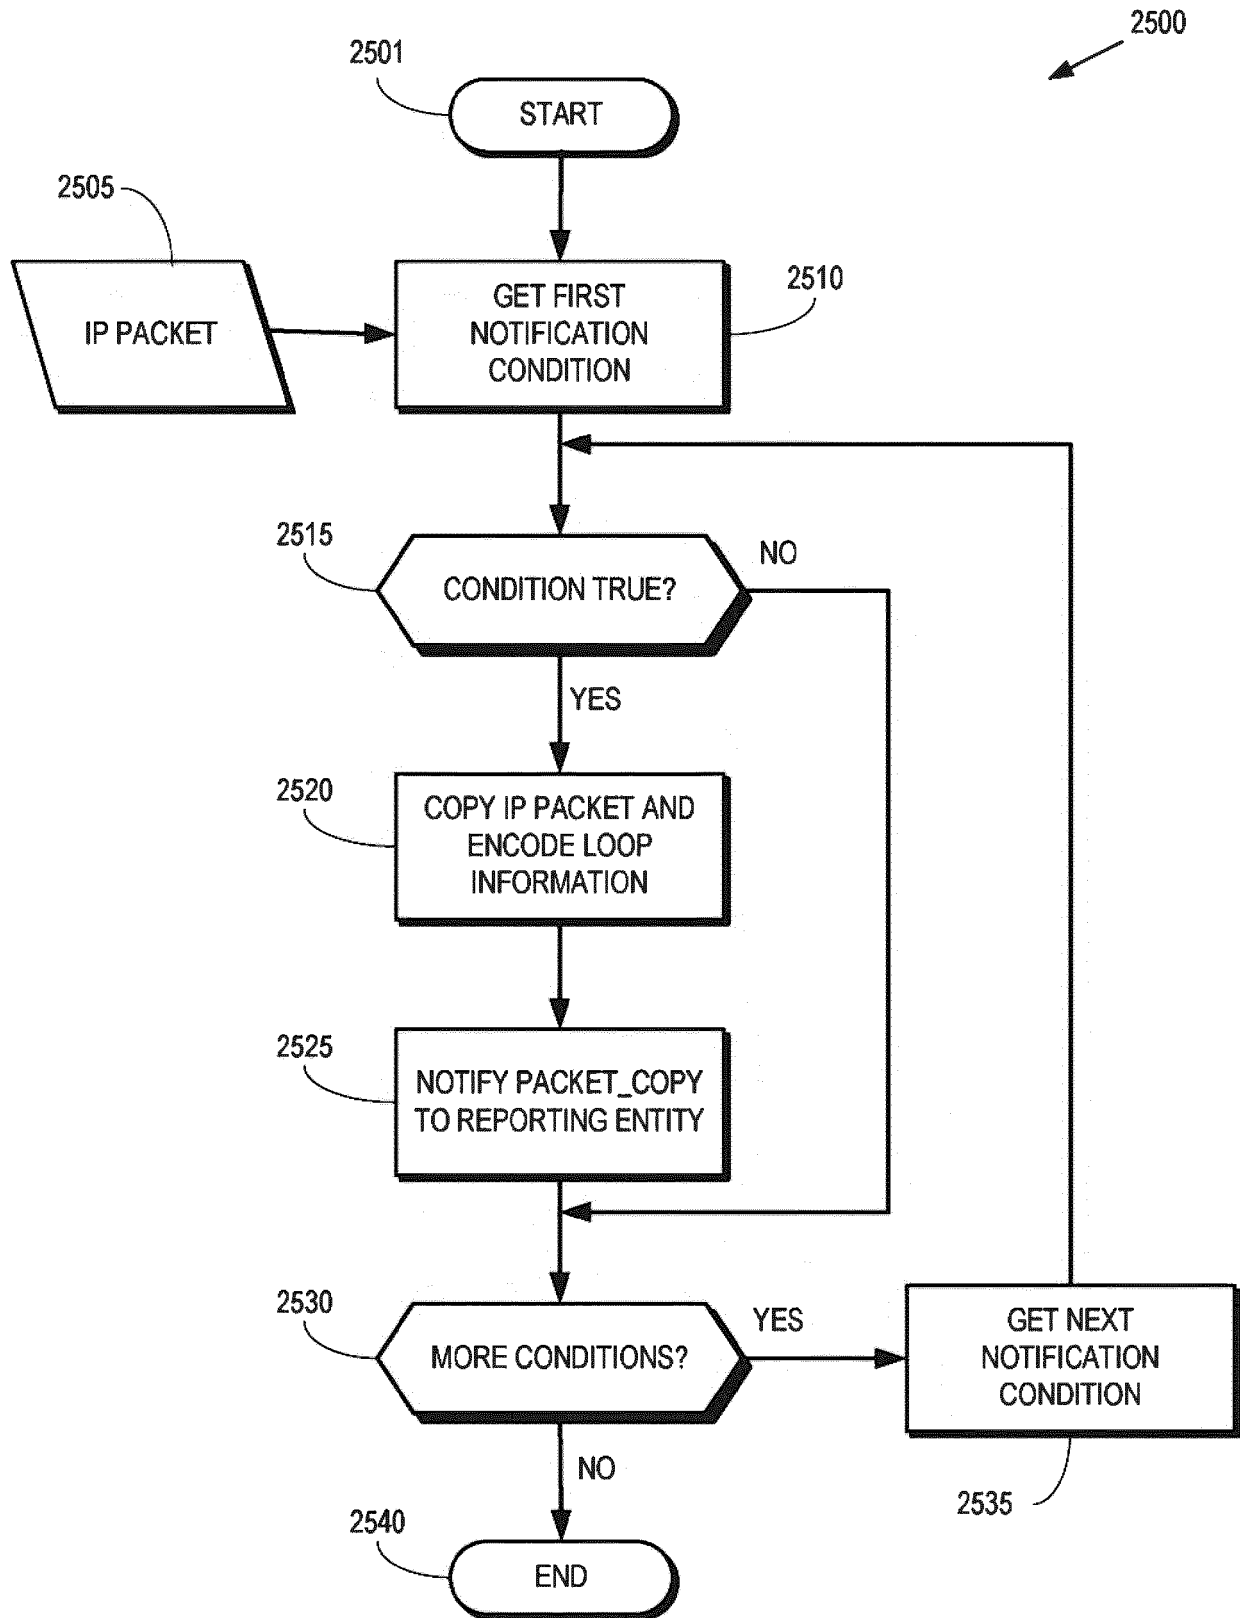 2500
2501
START
2505
IP PACKET
GET FIRST
NOTIFICATION
CONDITION
2510
2515
CONDITION TRUE?
NO
YES
2520
COPY IP PACKET AND
ENCODE LOOP
INFORMATION
2525
NOTIFY PACKET_COPY
TO REPORTING ENTITY
2530
MORE CONDITIONS?
YES
GET NEXT
NOTIFICATION
CONDITION
2535
NO
2540
END